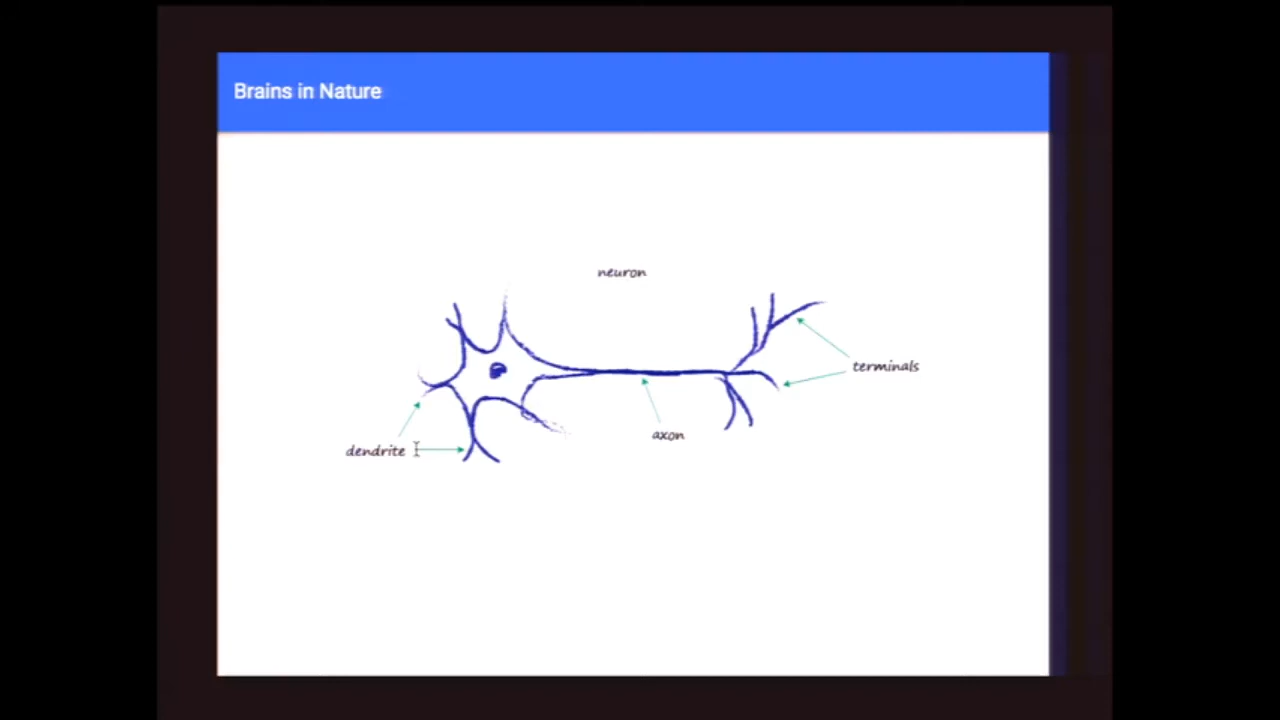 Brains in Nature
neuron
terminals
axon
dendrite